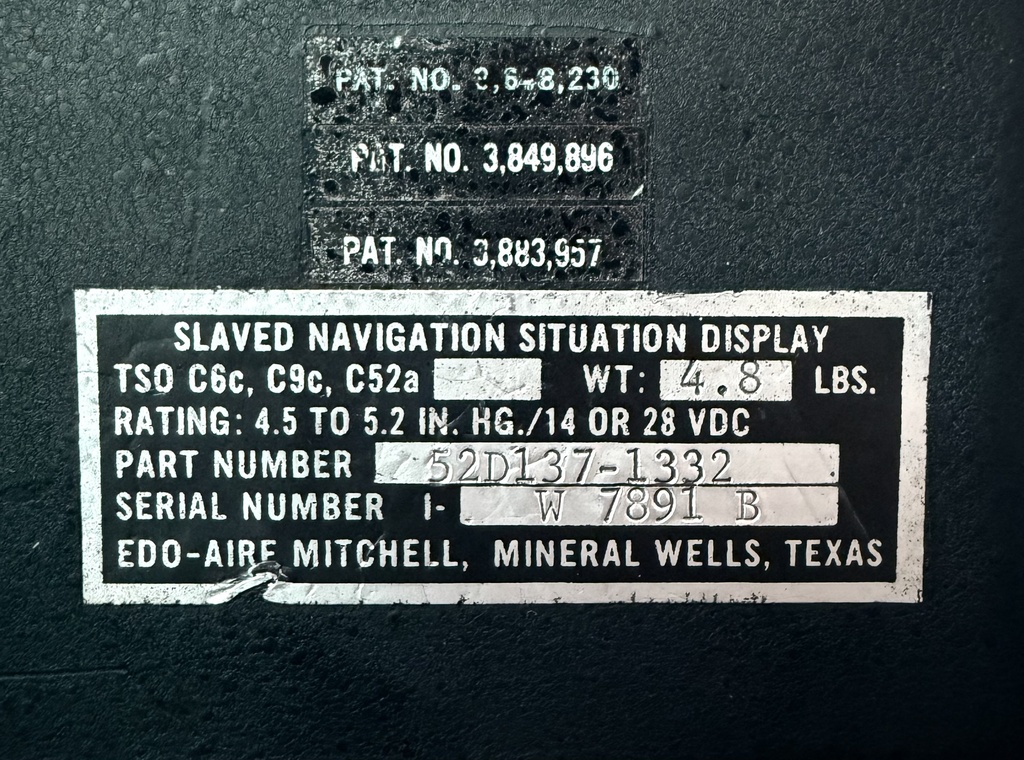 PAT. NO.
PAT. NO. 3,849,896
PAT. NO. 3,883,957
SLAVED NAVIGATION SITUATION DISPLAY
TSO C6c, C9c, C52a WT: 4.8 LBS.
RATING: 4.5 TO 5.2 IN. HG./14 OR 28 VDC
PART NUMBER 52D137-1332
SERIAL NUMBER I- W 7891 B
EDO-AIRE MITCHELL, MINERAL WELLS, TEXAS